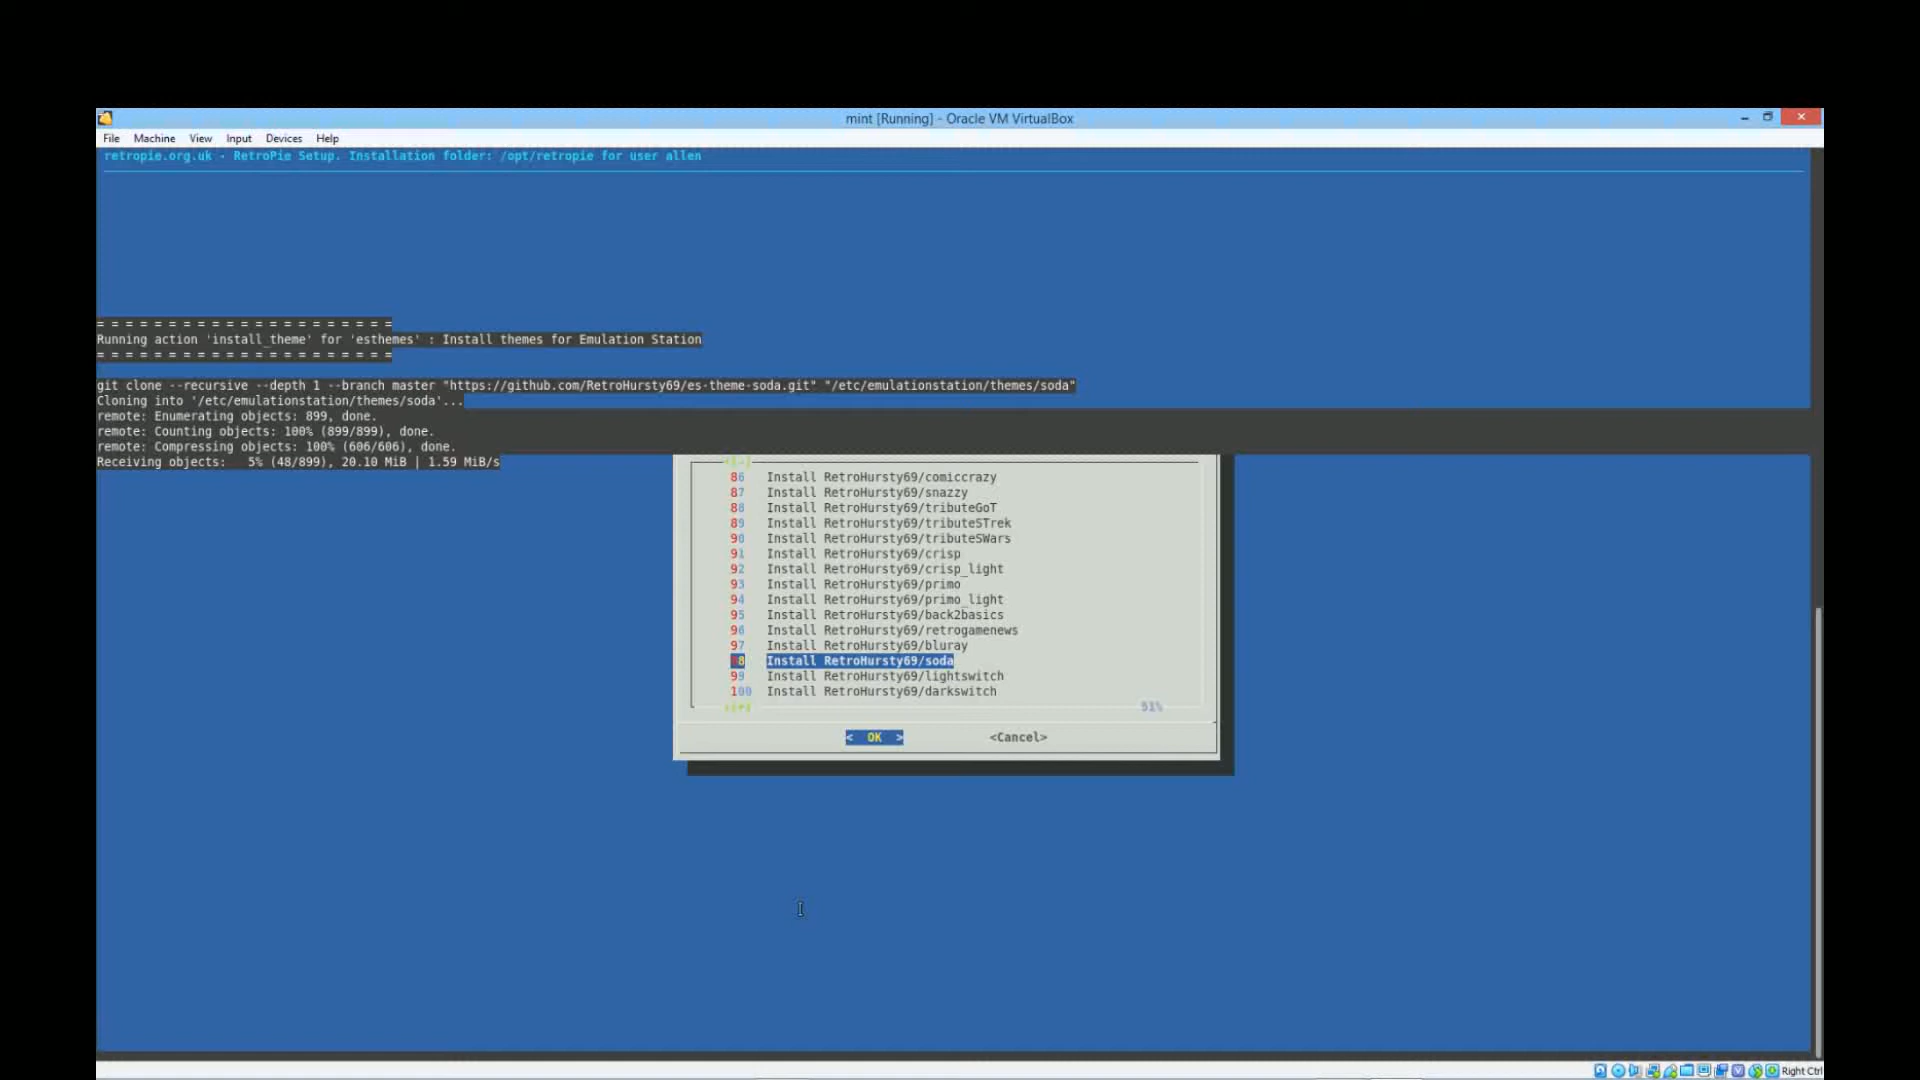 mint [Running] - Oracle VM VirtualBox
File Machine View Input Devices Help
retropie.org.uk - RetroPie Setup. Installation folder: /opt/retropie for user allen
= = = = = = = = = = = = = = = = = = = = =
Running action 'install_theme' for 'esthemes' : Install themes for Emulation Station
= = = = = = = = = = = = = = = = = = = = =
git clone --recursive --depth 1 --branch master "https://github.com/RetroHursty69/es-theme-soda.git" "/etc/emulationstation/themes/soda"
Cloning into '/etc/emulationstation/themes/soda'...
remote: Enumerating objects: 899, done.
remote: Counting objects: 100% (899/899), done.
remote: Compressing objects: 100% (606/606), done.
Receiving objects:   5% (48/899), 20.10 MiB | 1.59 MiB/s
86 Install RetroHursty69/comiccrazy
87 Install RetroHursty69/snazzy
88 Install RetroHursty69/tributeGoT
89 Install RetroHursty69/tributeSTrek
90 Install RetroHursty69/tributeSWars
91 Install RetroHursty69/crisp
92 Install RetroHursty69/crisp_light
93 Install RetroHursty69/primo
94 Install RetroHursty69/primo_light
95 Install RetroHursty69/back2basics
96 Install RetroHursty69/retrogamenews
97 Install RetroHursty69/bluray
98 Install RetroHursty69/soda
99 Install RetroHursty69/lightswitch
100 Install RetroHursty69/darkswitch
51%
< OK > <Cancel>
Right Ctrl